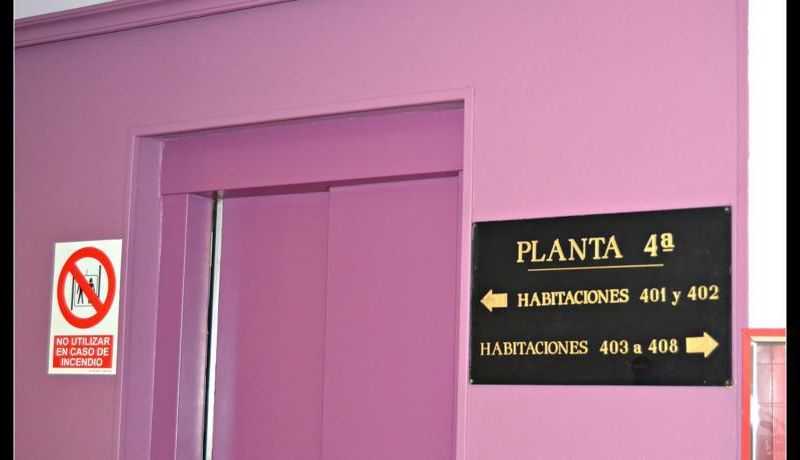 NO UTILIZAR
EN CASO DE
INCENDIO
PLANTA 4ª
HABITACIONES 401 y 402
HABITACIONES 403 a 408